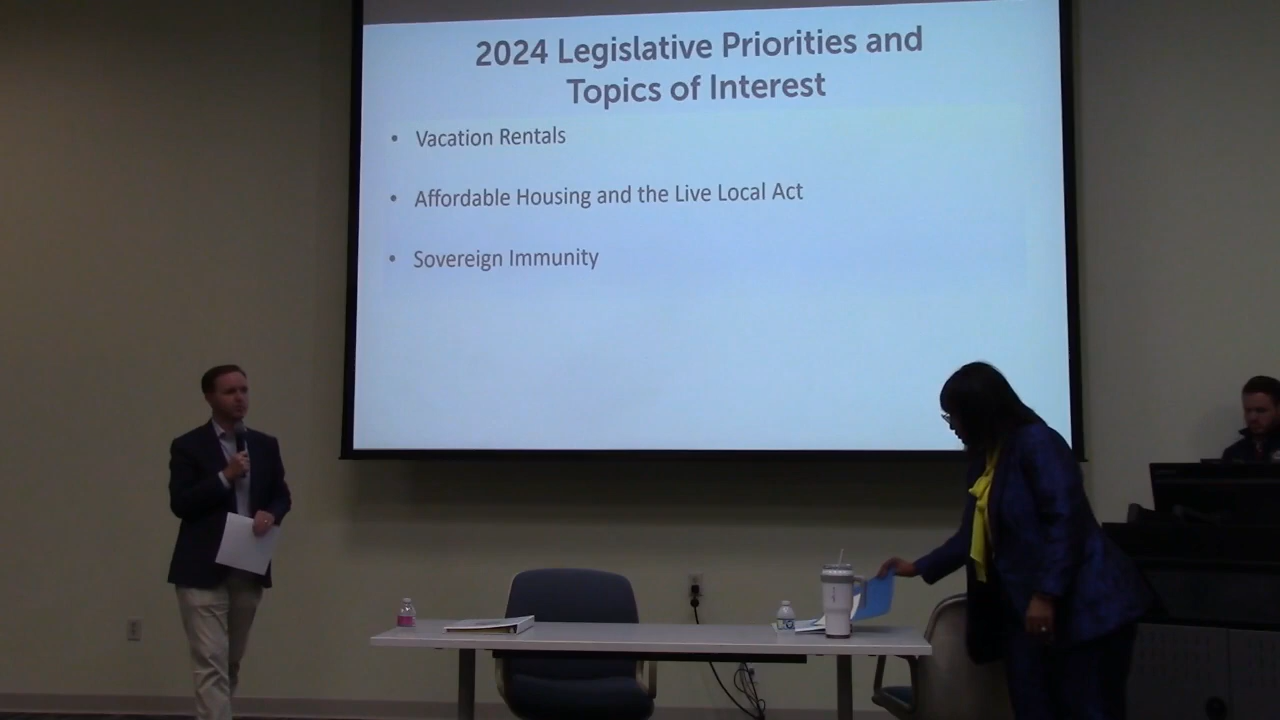 2024 Legislative Priorities and
Topics of Interest
• Vacation Rentals
• Affordable Housing and the Live Local Act
• Sovereign Immunity